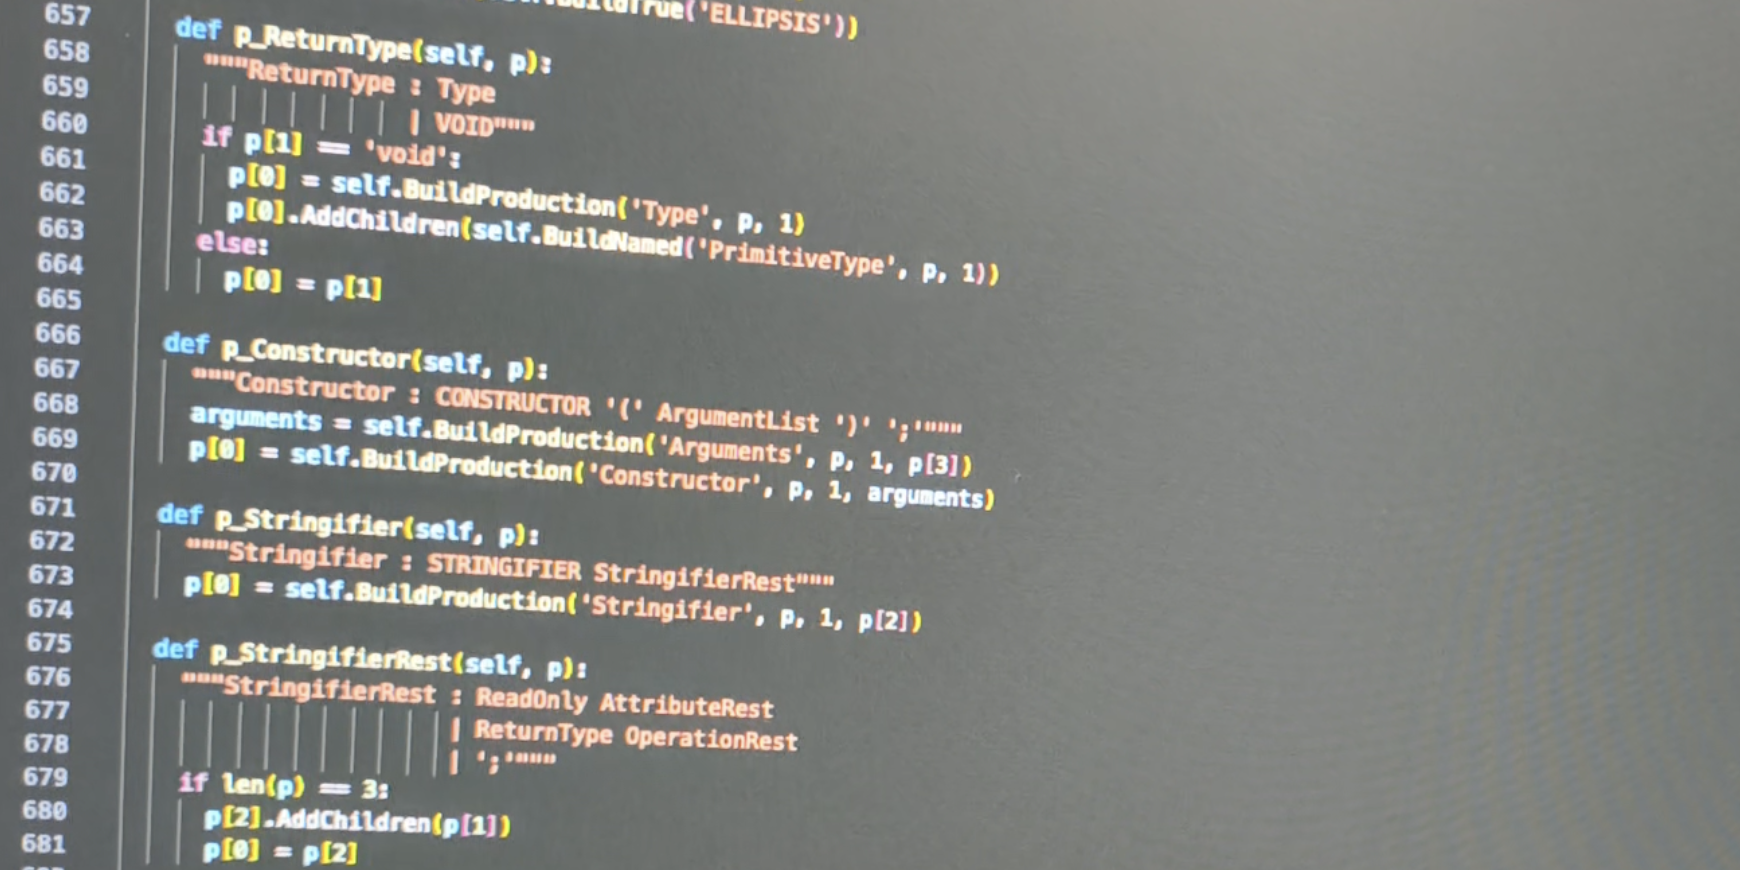 657
658 def p_ReturnType(self, p):
659 """ReturnType : Type
660 | VOID"""
661 if p[1] == 'void':
662 p[0] = self.BuildProduction('Type', p, 1)
663 p[0].AddChildren(self.BuildNamed('PrimitiveType', p, 1))
664 else:
665 p[0] = p[1]
666
667 def p_Constructor(self, p):
668 """Constructor : CONSTRUCTOR '(' ArgumentList ')' ';'"""
669 arguments = self.BuildProduction('Arguments', p, 1, p[3])
670 p[0] = self.BuildProduction('Constructor', p, 1, arguments)
671
672 def p_Stringifier(self, p):
673 """Stringifier : STRINGIFIER StringifierRest"""
674 p[0] = self.BuildProduction('Stringifier', p, 1, p[2])
675
676 def p_StringifierRest(self, p):
677 """StringifierRest : ReadOnly AttributeRest
678 | ReturnType OperationRest
679 | ';'"""
680 if len(p) == 3:
681 p[2].AddChildren(p[1])
p[0] = p[2]